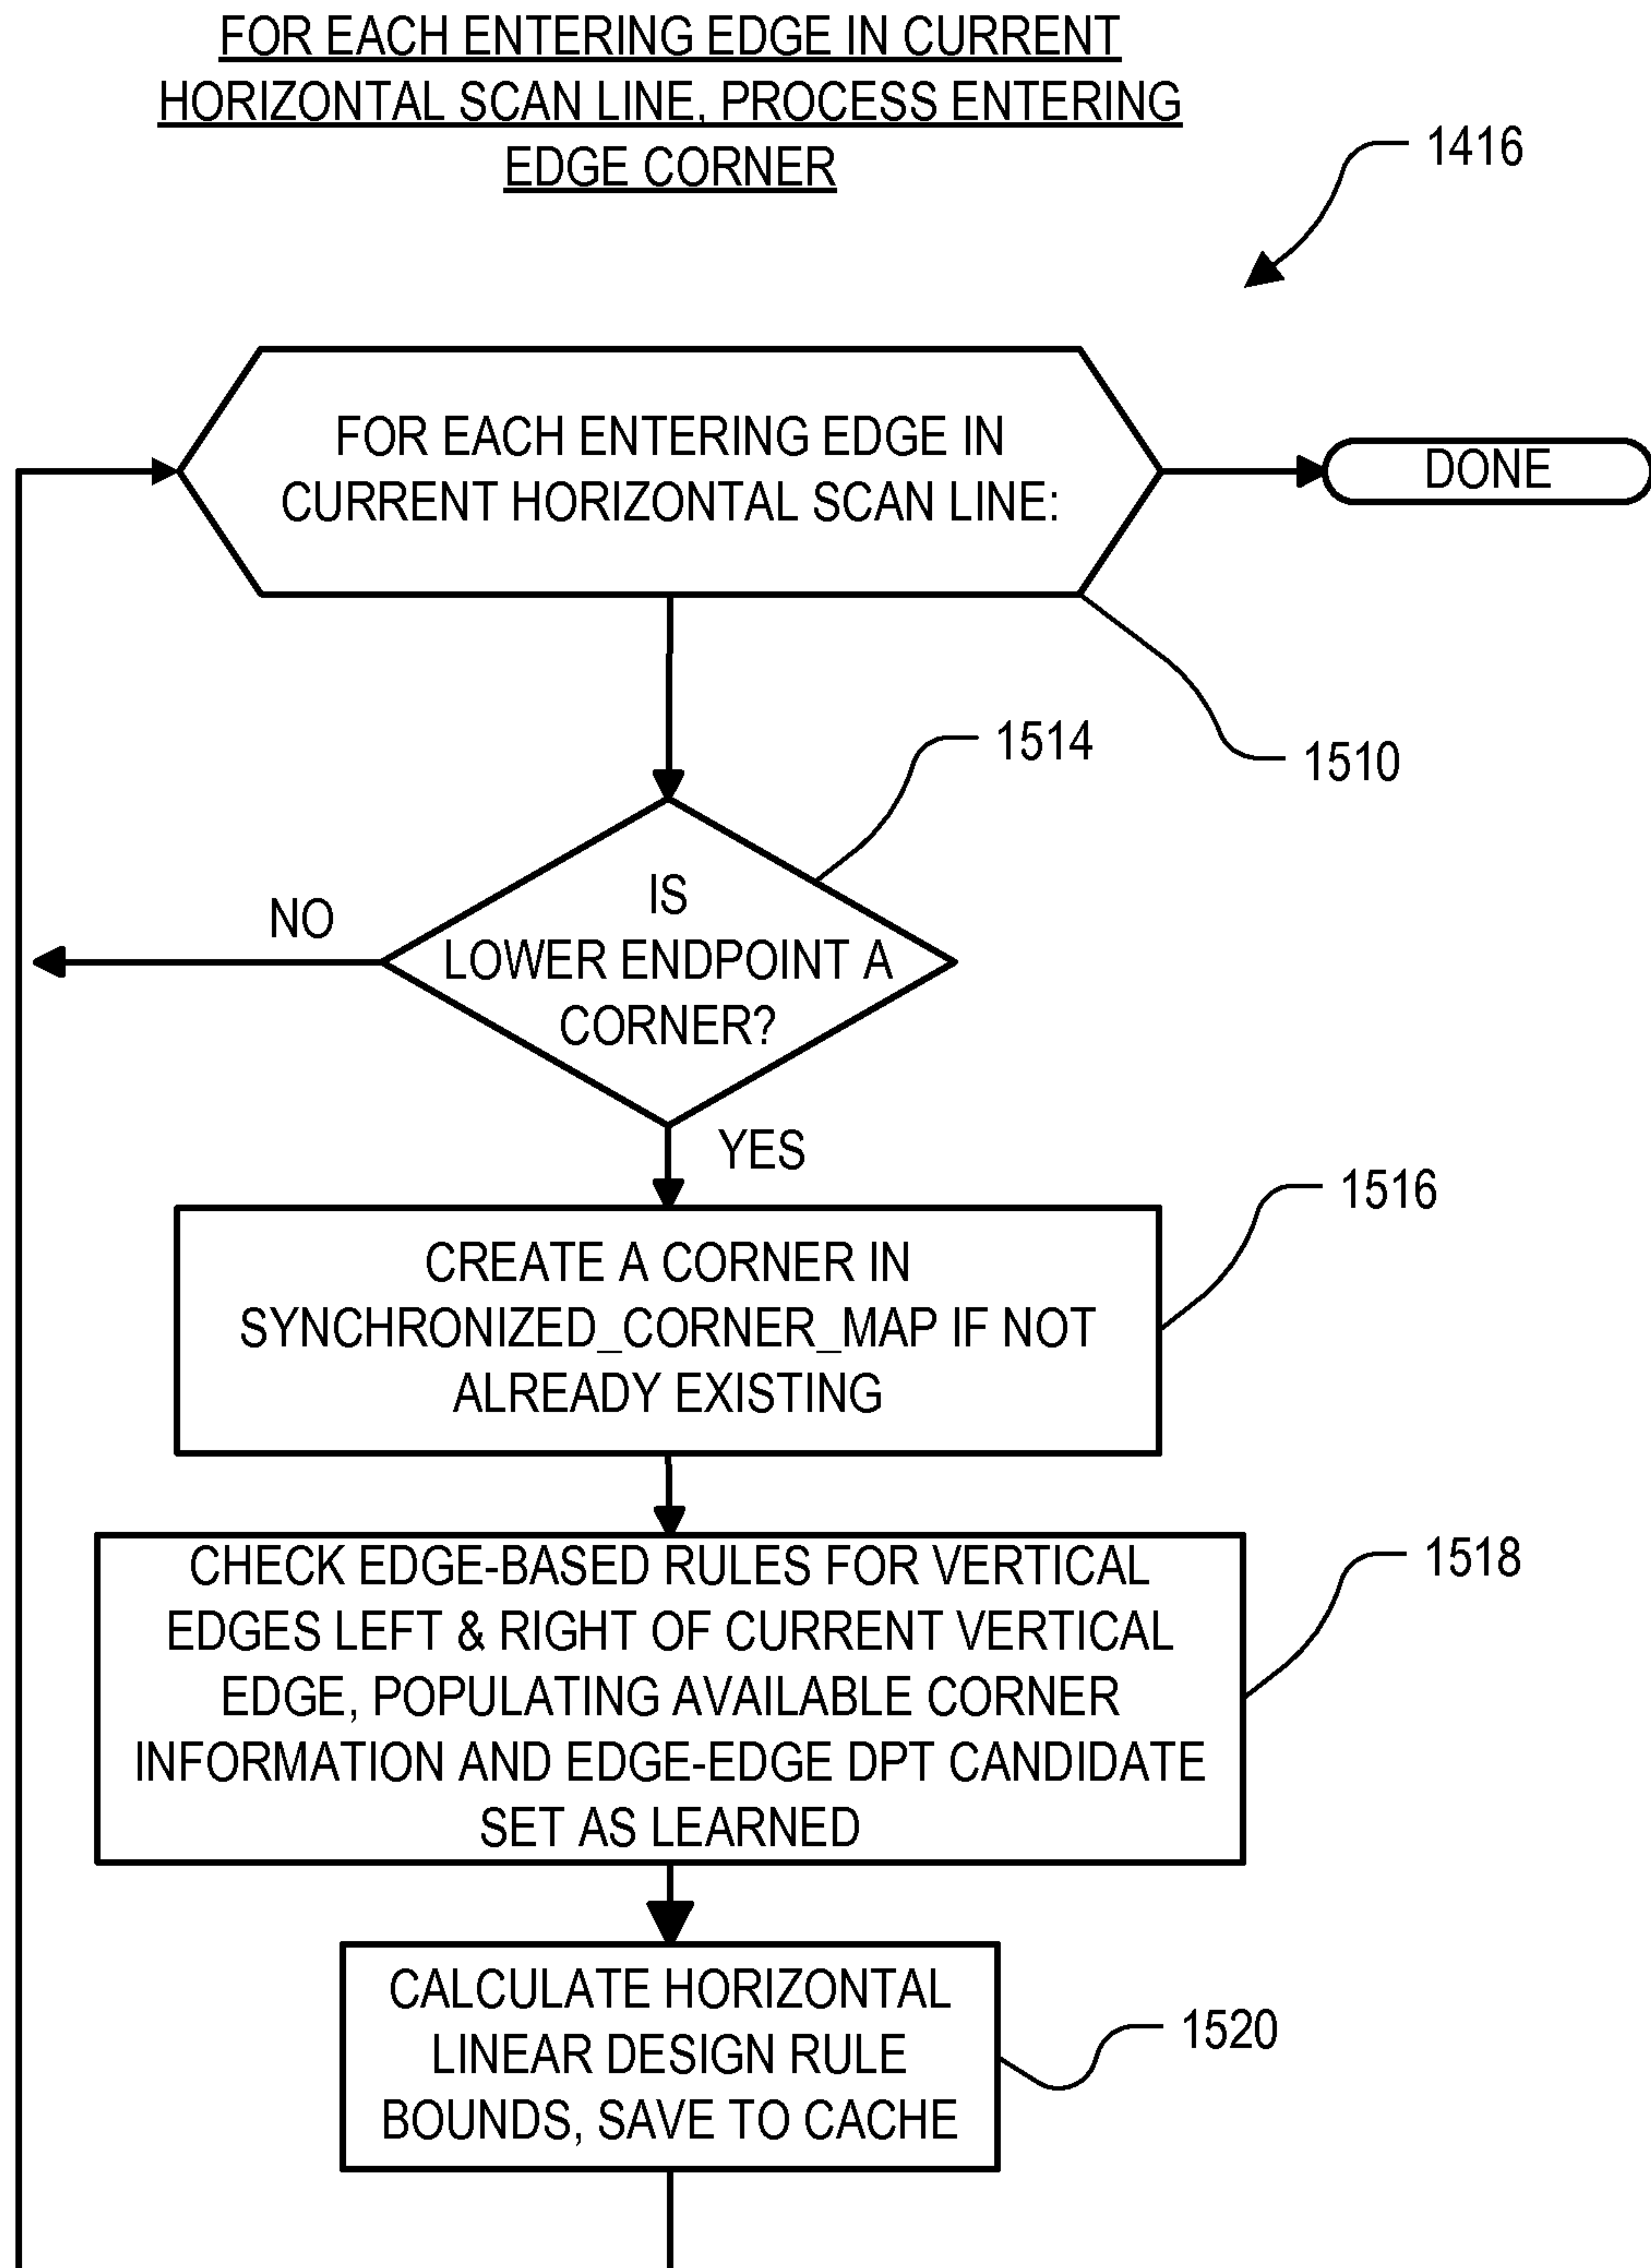 FOR EACH ENTERING EDGE IN CURRENT
HORIZONTAL SCAN LINE, PROCESS ENTERING
EDGE CORNER
1416
FOR EACH ENTERING EDGE IN
CURRENT HORIZONTAL SCAN LINE:
DONE
1510
1514
IS
LOWER ENDPOINT A
CORNER?
NO
YES
1516
CREATE A CORNER IN
SYNCHRONIZED_CORNER_MAP IF NOT
ALREADY EXISTING
1518
CHECK EDGE-BASED RULES FOR VERTICAL
EDGES LEFT & RIGHT OF CURRENT VERTICAL
EDGE, POPULATING AVAILABLE CORNER
INFORMATION AND EDGE-EDGE DPT CANDIDATE
SET AS LEARNED
CALCULATE HORIZONTAL
LINEAR DESIGN RULE
BOUNDS, SAVE TO CACHE
1520